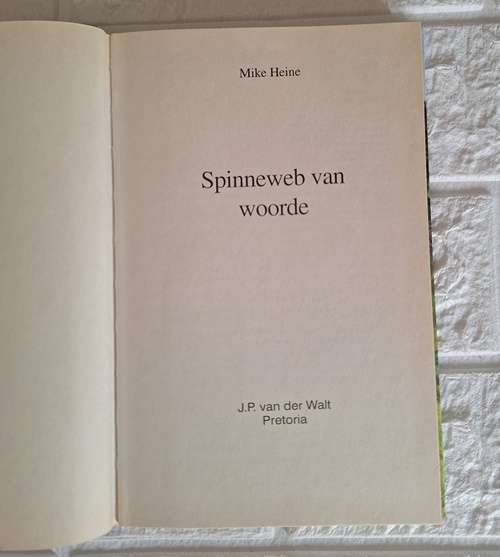 Mike Heine
Spinneweb van
woorde
J.P. van der Walt
Pretoria